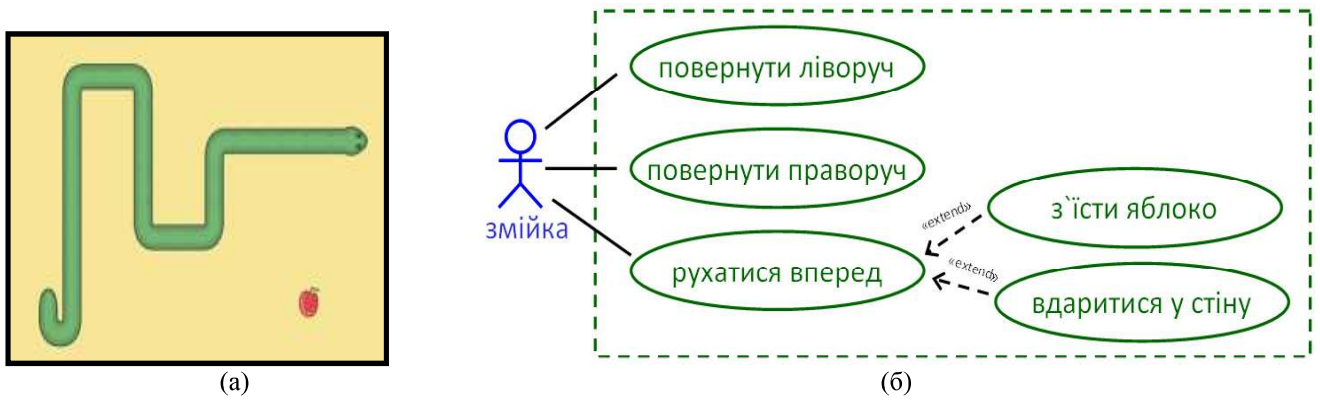 повернути ліворуч
повернути праворуч
змійка
«extend»
з`їсти яблоко
рухатися вперед
«extend»
вдаритися у стіну
(а)
(б)